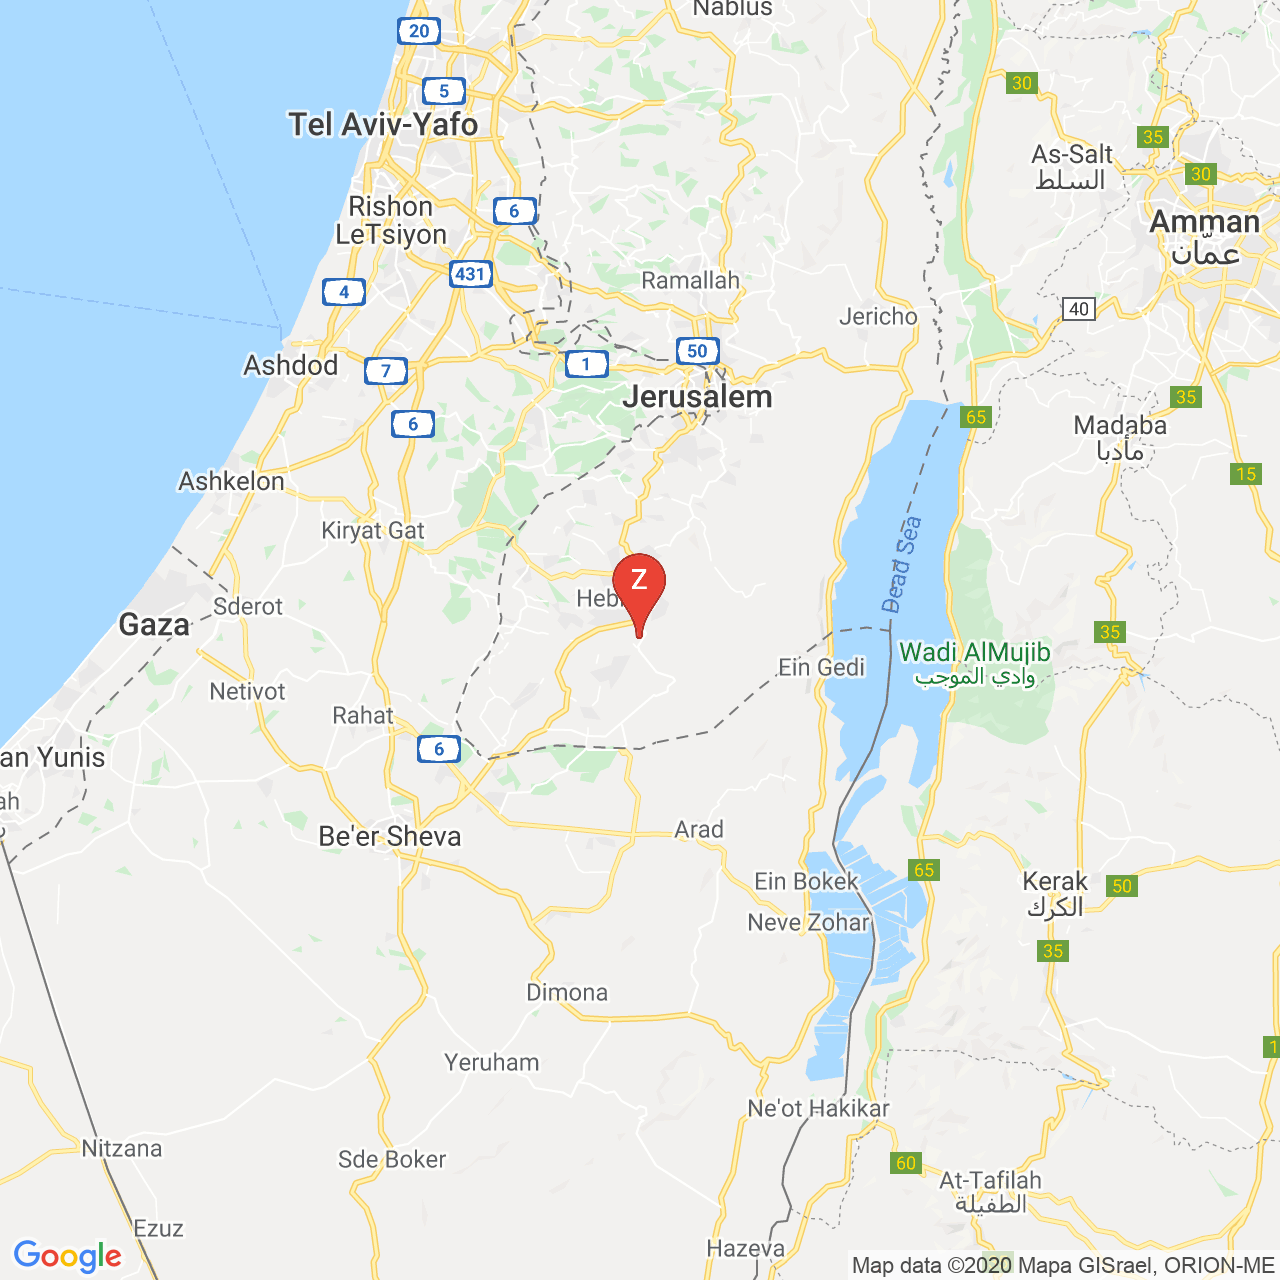 Nablus
20
5
Tel Aviv-Yafo
30
35
As-Salt
السلط
30
Rishon
LeTsiyon
6
Amman
عمّان
431
4
Ramallah
Jericho
40
50
Ashdod
7
1
Jerusalem
35
6
65
Madaba
مأدبا
Ashkelon
15
Kiryat Gat
Dead Sea
Z
Sderot
Gaza
35
Wadi AlMujib
وادي الموجب
Ein Gedi
Netivot
Rahat
6
an Yunis
ah
Arad
Be'er Sheva
Ein Bokek
65
Kerak
الكرك
50
Neve Zohar
35
Dimona
1
Yeruham
Ne'ot Hakikar
Nitzana
Sde Boker
60
At-Tafilah
الطفيلة
Ezuz
Hazeva
Google
Map data ©2020 Mapa GISrael, ORION-ME